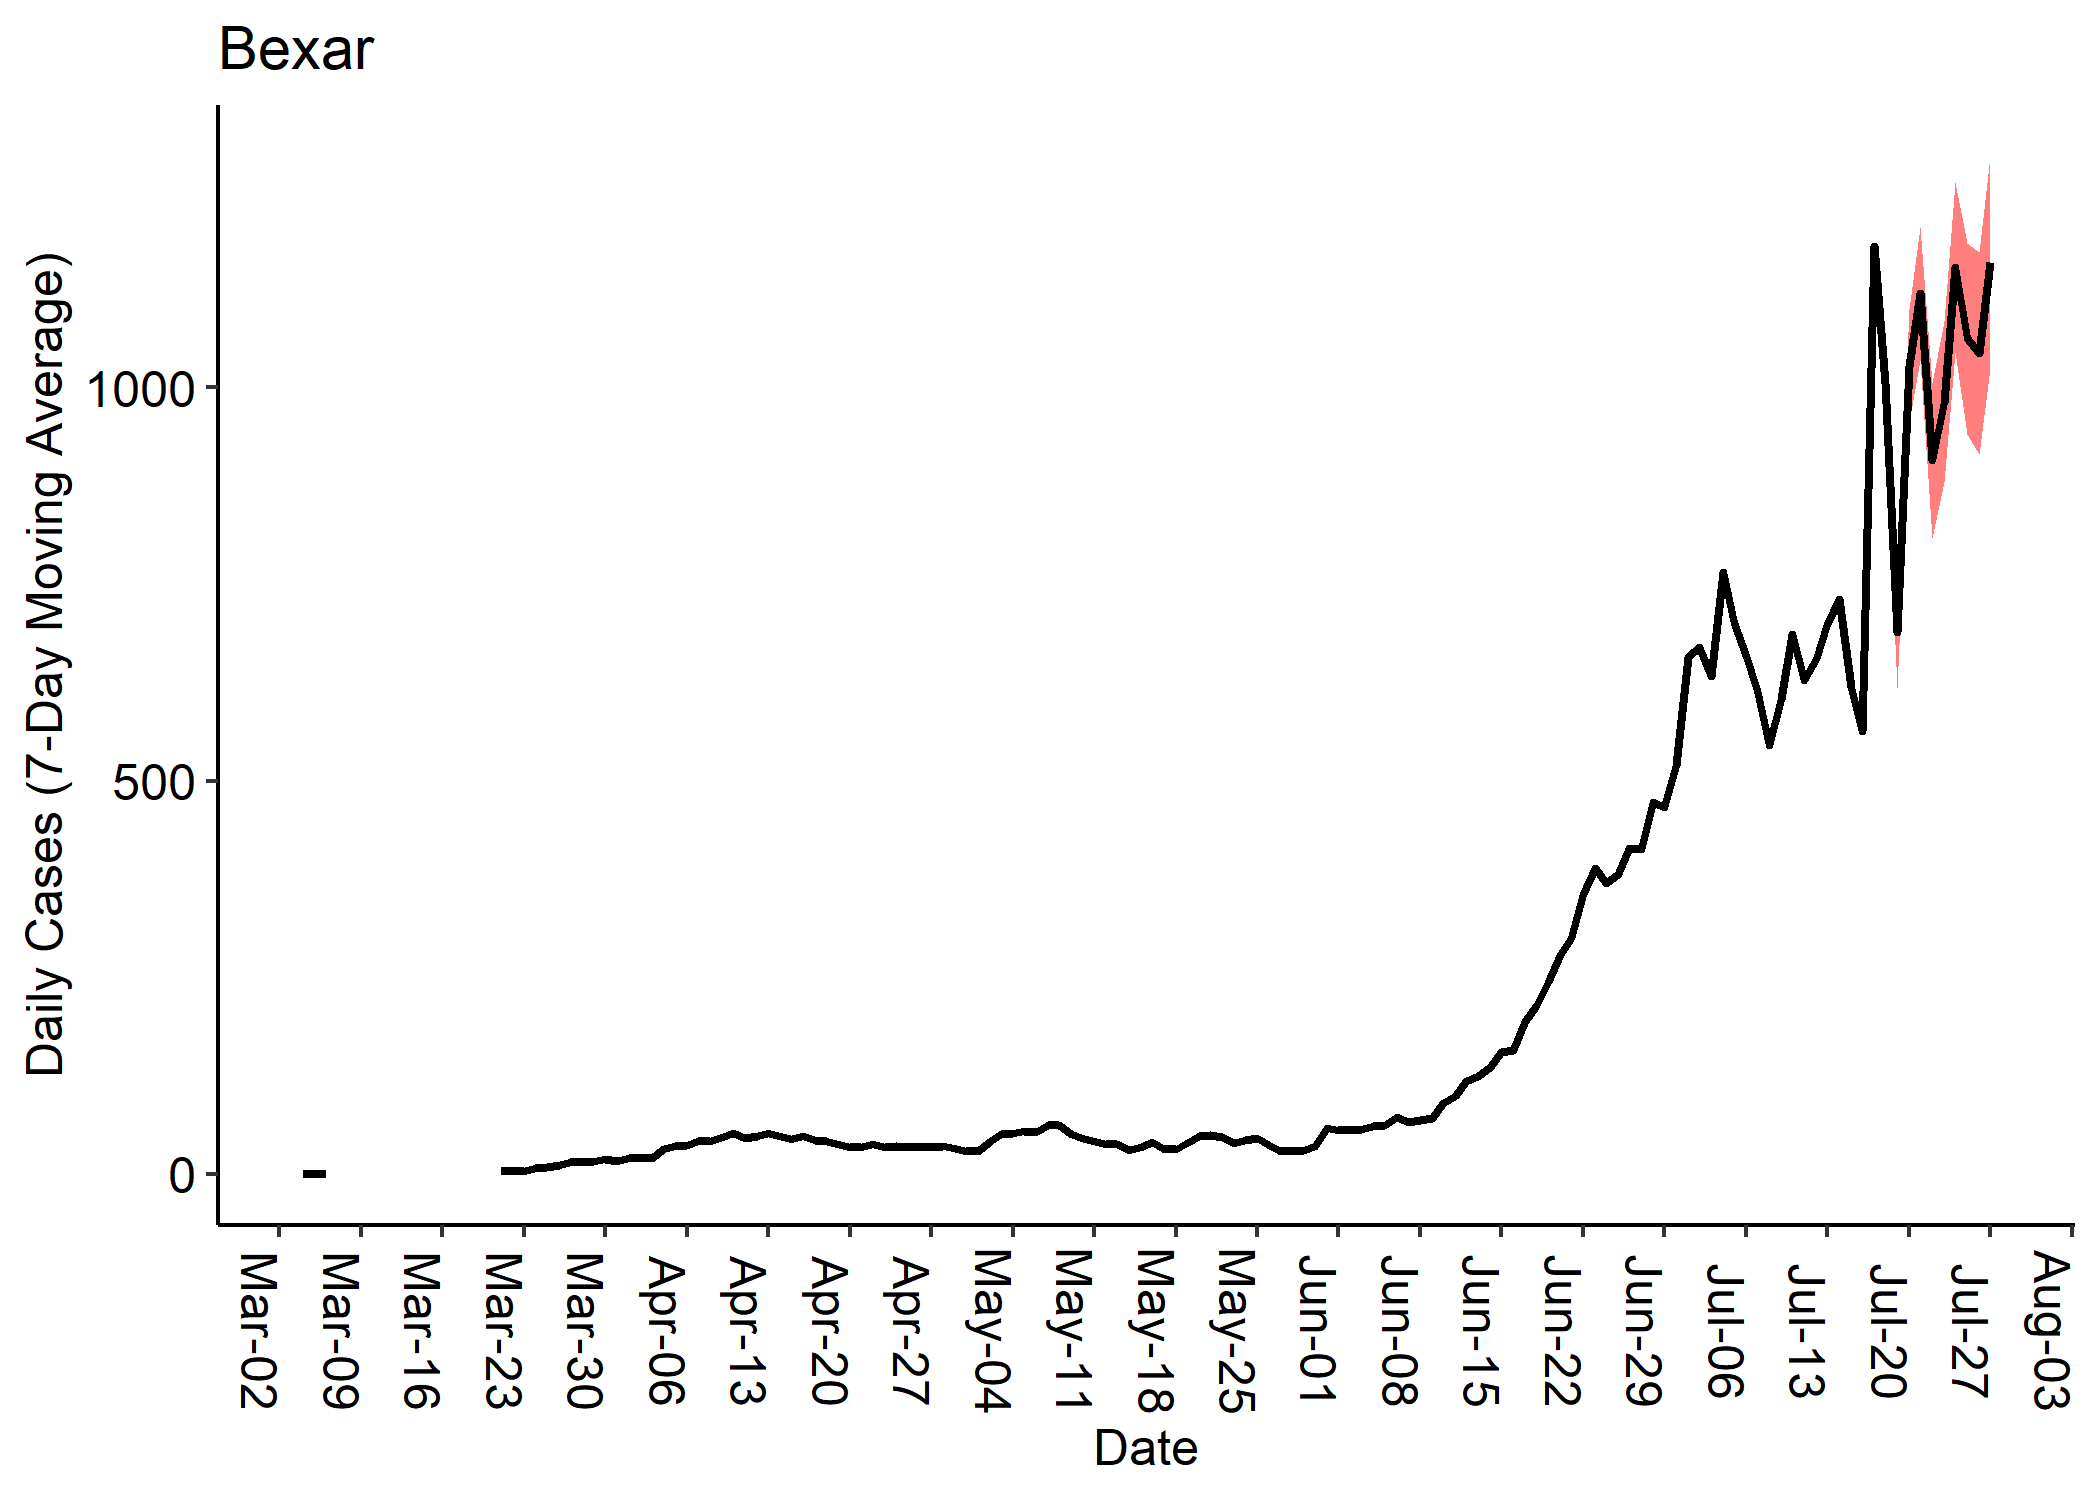 Bexar
Daily Cases (7-Day Moving Average)
1000
500
0
Mar-02
Mar-09
Mar-16
Mar-23
Mar-30
Apr-06
Apr-13
Apr-20
Apr-27
May-04
May-11
May-18
May-25
Jun-01
Jun-08
Jun-15
Jun-22
Jun-29
Jul-06
Jul-13
Jul-20
Jul-27
Aug-03
Date